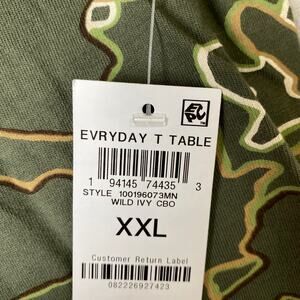 EVRYDAY T TABLE
1 94145 74435 3
STYLE 100196073MN
WILD IVY CBO
XXL
Customer Return Label
082226927423